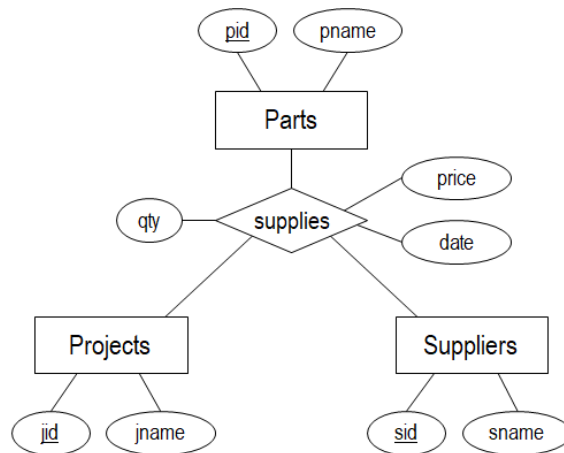 pid
pname
Parts
price
qty
supplies
date
Projects
Suppliers
jid
jname
sid
sname